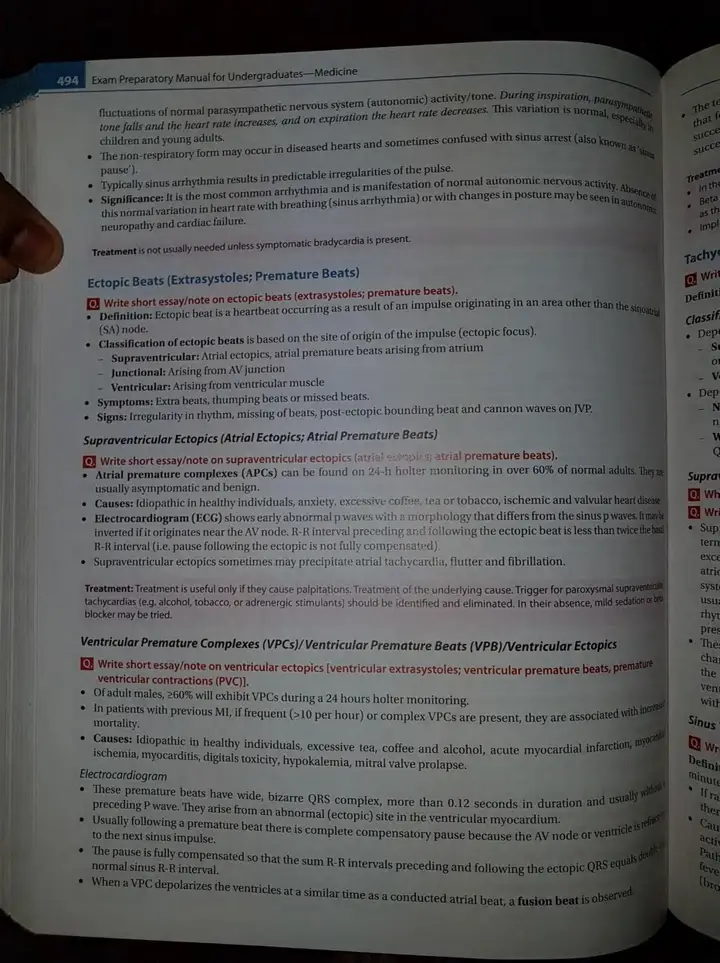 494 Exam Preparatory Manual for Undergraduates—Medicine
fluctuations of normal parasympathetic nervous system (autonomic) activity/tone. During inspiration, parasympathetic
tone falls and the heart rate increases, and on expiration the heart rate decreases. This variation is normal, especially in
children and young adults.
• The non-respiratory form may occur in diseased hearts and sometimes confused with sinus arrest (also known as 'sinus
pause').
• Typically sinus arrhythmia results in predictable irregularities of the pulse.
• Significance: It is the most common arrhythmia and is manifestation of normal autonomic nervous activity. Absence of
this normal variation in heart rate with breathing (sinus arrhythmia) or with changes in posture may be seen in autonomic
neuropathy and cardiac failure.
Treatment is not usually needed unless symptomatic bradycardia is present.
Ectopic Beats (Extrasystoles; Premature Beats)
Q. Write short essay/note on ectopic beats (extrasystoles; premature beats).
• Definition: Ectopic beat is a heartbeat occurring as a result of an impulse originating in an area other than the sinoatrial
(SA) node.
• Classification of ectopic beats is based on the site of origin of the impulse (ectopic focus).
– Supraventricular: Atrial ectopics, atrial premature beats arising from atrium
– Junctional: Arising from AV junction
– Ventricular: Arising from ventricular muscle
• Symptoms: Extra beats, thumping beats or missed beats.
• Signs: Irregularity in rhythm, missing of beats, post-ectopic bounding beat and cannon waves on JVP.
Supraventricular Ectopics (Atrial Ectopics; Atrial Premature Beats)
Q. Write short essay/note on supraventricular ectopics (atrial ectopics; atrial premature beats).
• Atrial premature complexes (APCs) can be found on 24-h holter monitoring in over 60% of normal adults. They are
usually asymptomatic and benign.
• Causes: Idiopathic in healthy individuals, anxiety, excessive coffee, tea or tobacco, ischemic and valvular heart disease
• Electrocardiogram (ECG) shows early abnormal p waves with a morphology that differs from the sinus p waves. It may be
inverted if it originates near the AV node. R-R interval preceding and following the ectopic beat is less than twice the basal
R-R interval (i.e. pause following the ectopic is not fully compensated).
• Supraventricular ectopics sometimes may precipitate atrial tachycardia, flutter and fibrillation.
Treatment: Treatment is useful only if they cause palpitations. Treatment of the underlying cause. Trigger for paroxysmal supraventricular
tachycardias (e.g. alcohol, tobacco, or adrenergic stimulants) should be identified and eliminated. In their absence, mild sedation or beta
blocker may be tried.
Ventricular Premature Complexes (VPCs)/Ventricular Premature Beats (VPB)/Ventricular Ectopics
Q. Write short essay/note on ventricular ectopics [ventricular extrasystoles; ventricular premature beats, premature
ventricular contractions (PVC)].
• Of adult males, ≥60% will exhibit VPCs during a 24 hours holter monitoring.
• In patients with previous MI, if frequent (>10 per hour) or complex VPCs are present, they are associated with increased
mortality.
• Causes: Idiopathic in healthy individuals, excessive tea, coffee and alcohol, acute myocardial infarction, myocardial
ischemia, myocarditis, digitalis toxicity, hypokalemia, mitral valve prolapse.
Electrocardiogram
• These premature beats have wide, bizarre QRS complex, more than 0.12 seconds in duration and usually without a
preceding P wave. They arise from an abnormal (ectopic) site in the ventricular myocardium.
• Usually following a premature beat there is complete compensatory pause because the AV node or ventricle is refractory
to the next sinus impulse.
• The pause is fully compensated so that the sum R-R intervals preceding and following the ectopic QRS equals double
normal sinus R-R interval.
• When a VPC depolarizes the ventricles at a similar time as a conducted atrial beat, a fusion beat is observed.